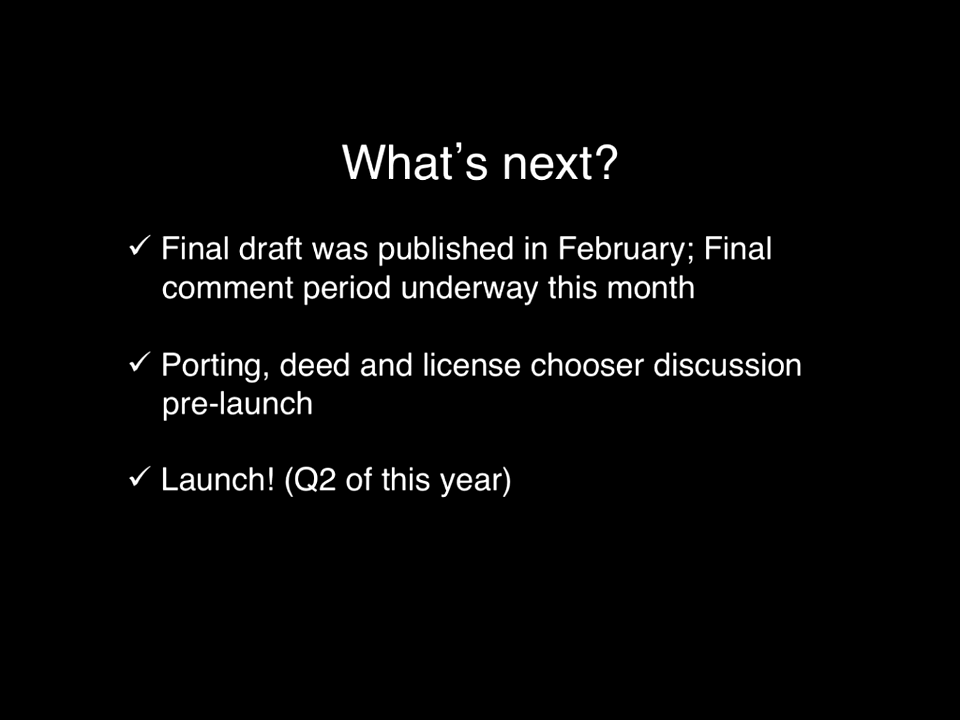 What’s next?
✓ Final draft was published in February; Final
comment period underway this month
✓ Porting, deed and license chooser discussion
pre-launch
✓ Launch! (Q2 of this year)